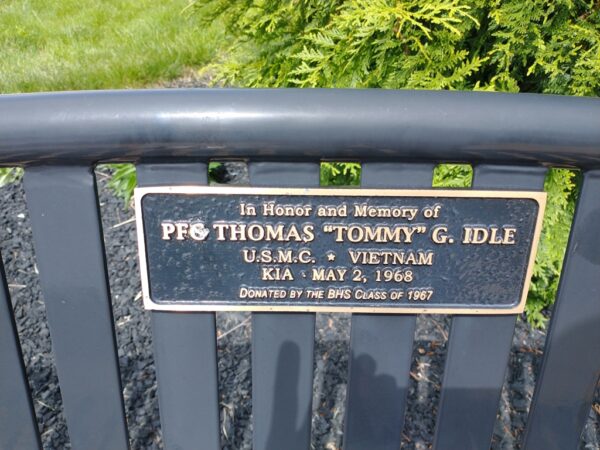 In Honor and Memory of
PFC THOMAS "TOMMY" G. IDLE
U.S.M.C. ★ VIETNAM
KIA - MAY 2, 1968
DONATED BY THE BHS CLASS OF 1967